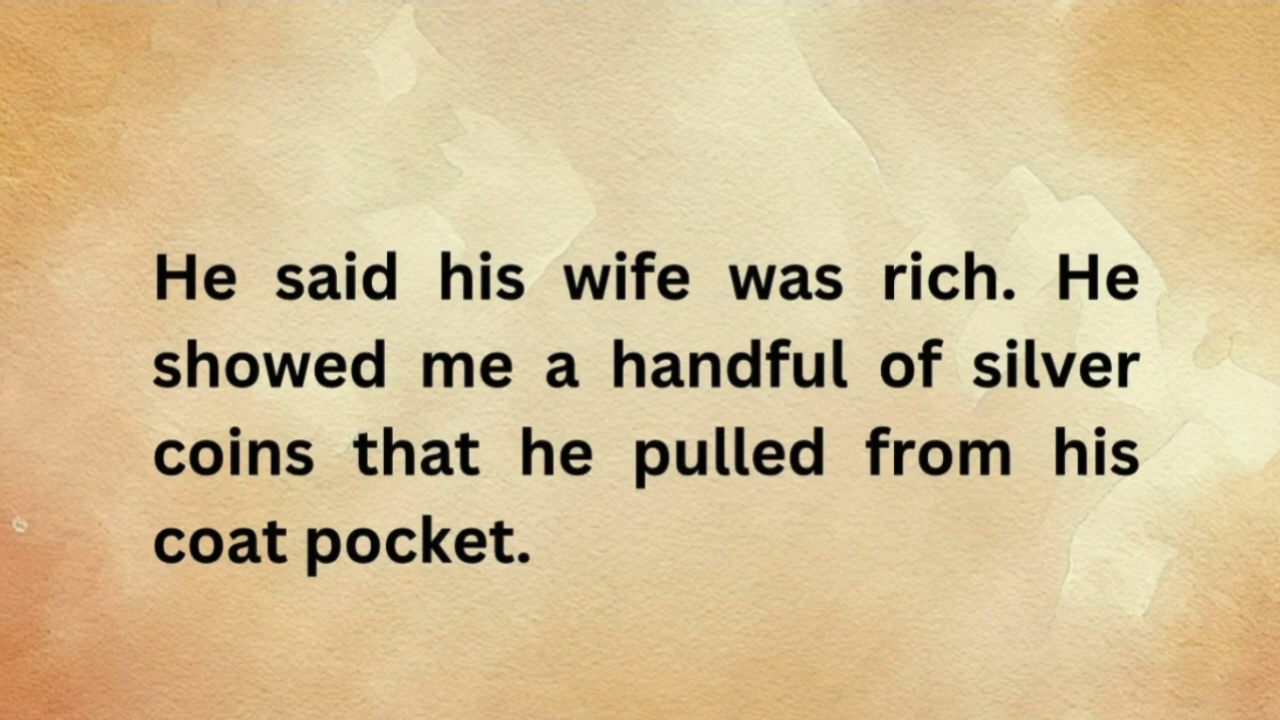 He said his wife was rich. He
showed me a handful of silver
coins that he pulled from his
coat pocket.